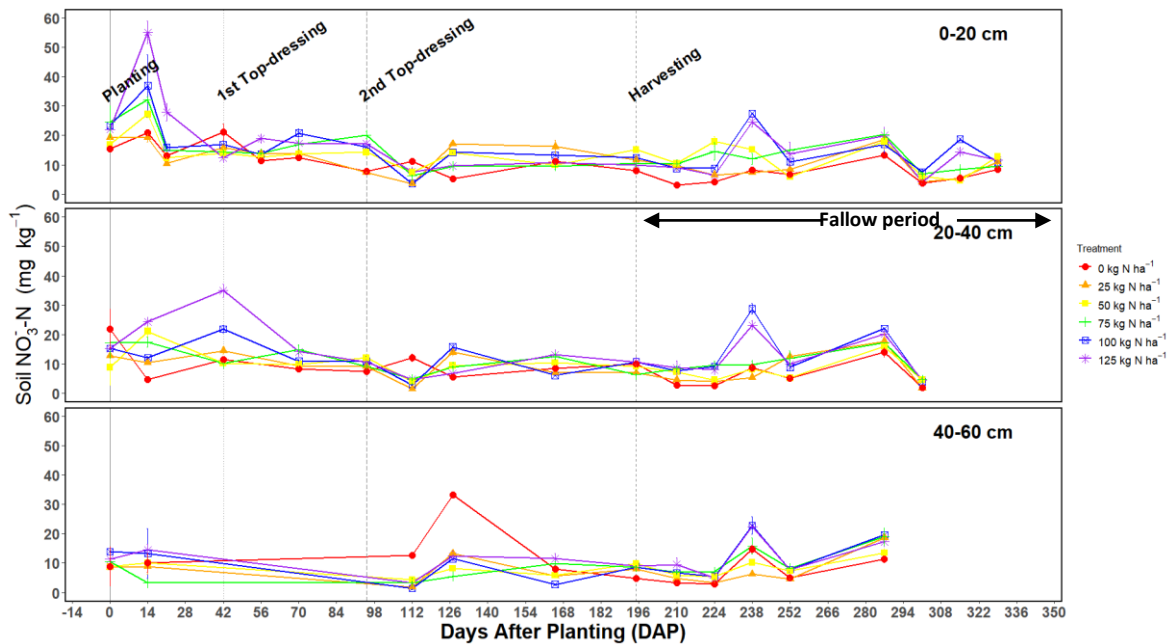 60
50
40
30
20
10
0
Planting
1st Top-dressing
2nd Top-dressing
Harvesting
0-20 cm
60
50
40
30
20
10
0
Fallow period
20-40 cm
60
50
40
30
20
10
0
40-60 cm
Soil NO₃⁻-N (mg kg⁻¹)
-14 0 14 28 42 56 70 84 98 112 126 140 154 168 182 196 210 224 238 252 266 280 294 308 322 336 350
Days After Planting (DAP)
Treatment
0 kg N ha⁻¹
25 kg N ha⁻¹
50 kg N ha⁻¹
75 kg N ha⁻¹
100 kg N ha⁻¹
125 kg N ha⁻¹